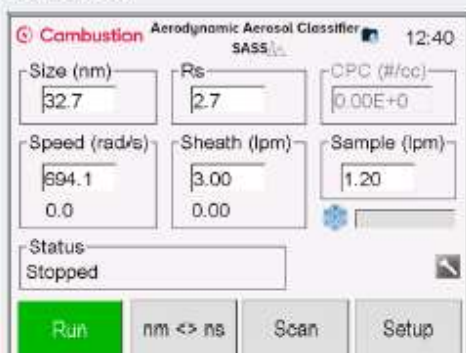 Combustion Aerodynamic Aerosol Classifier 12:40
SASS
Size (nm) Rs CPC (#/cc)
32.7 2.7 0.00E+0
Speed (rad/s) Sheath (lpm) Sample (lpm)
694.1 3.00 1.20
0.0 0.00
Status
Stopped
Run nm <> ns Scan Setup